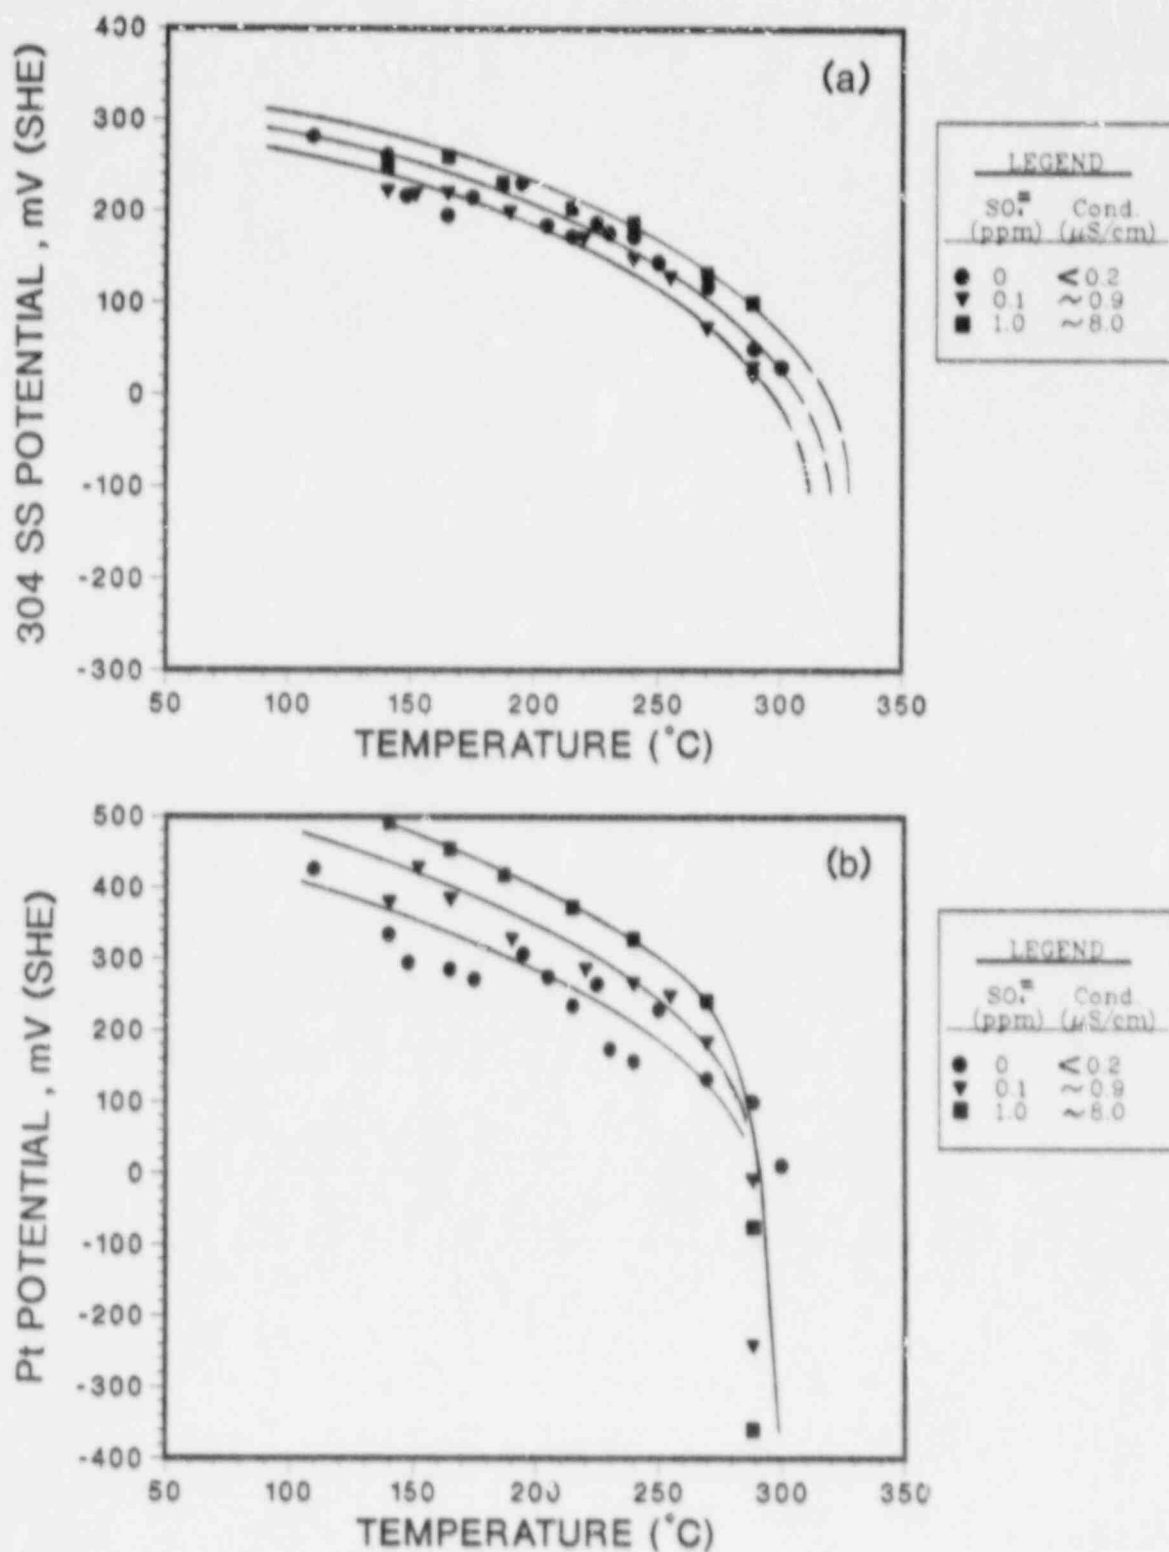 400
300
200
100
0
-100
-200
-300
304 SS POTENTIAL , mV (SHE)
(a)
50 100 150 200 250 300 350
TEMPERATURE (°C)
LEGEND
SO₄⁼ Cond.
(ppm) (μS/cm)
● 0 <0.2
▼ 0.1 ≈0.9
■ 1.0 ~8.0
500
400
300
200
100
0
-100
-200
-300
-400
Pt POTENTIAL , mV (SHE)
(b)
50 100 150 200 250 300 350
TEMPERATURE (°C)
LEGEND
SO₄⁼ Cond.
(ppm) (μS/cm)
● 0 <0.2
▼ 0.1 ≈0.9
■ 1.0 ~8.0